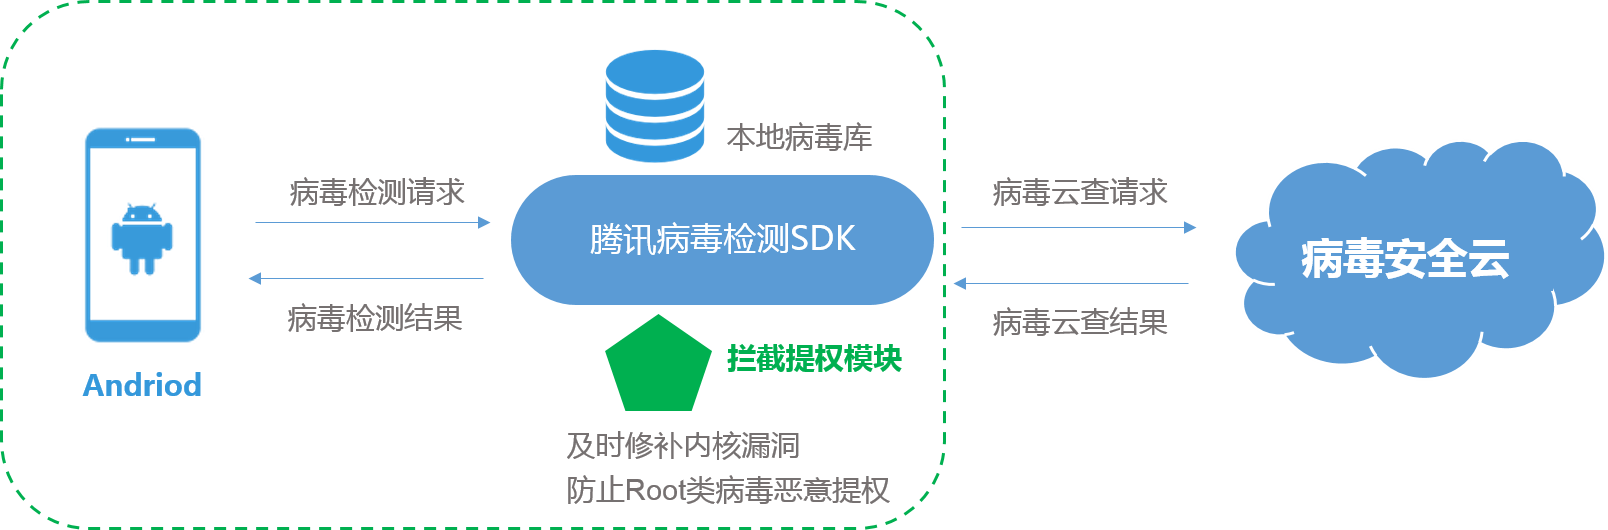 本地病毒库
病毒检测请求
病毒云查请求
腾讯病毒检测SDK
病毒安全云
病毒检测结果
病毒云查结果
拦截提权模块
Andriod
及时修补内核漏洞
防止Root类病毒恶意提权